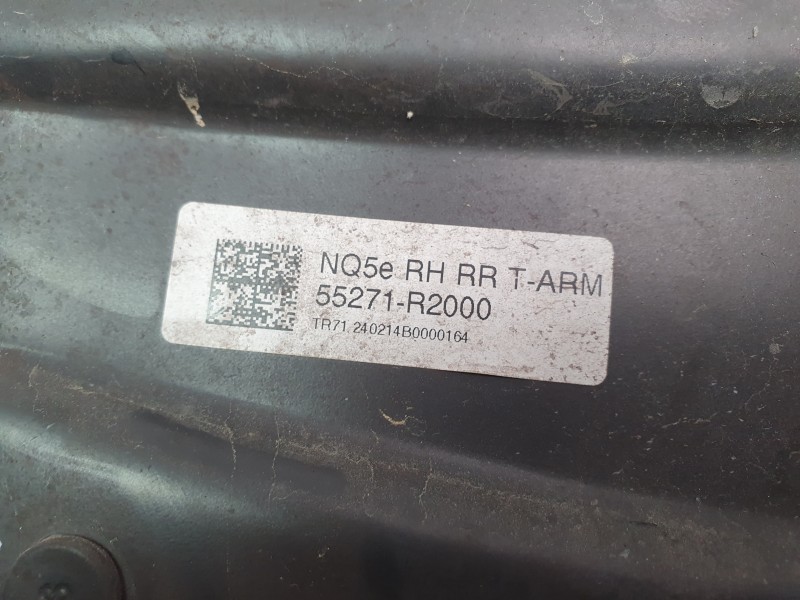 NQ5e RH RR T-ARM
55271-R2000
TR71 240214B0000164